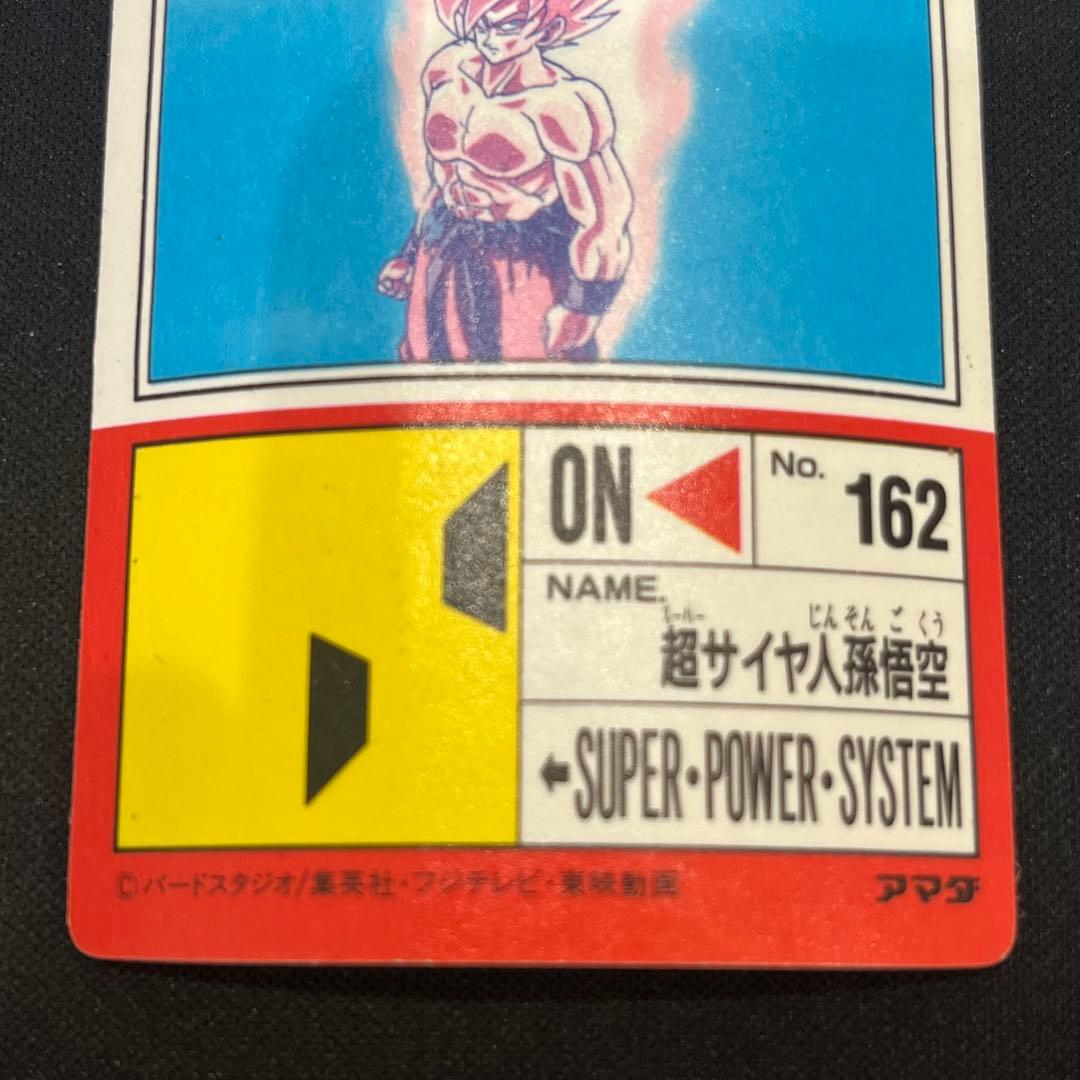 ON
No. 162
NAME.
スーパー じん そん ご くう
超サイヤ人孫悟空
←SUPER・POWER・SYSTEM
©バードスタジオ/集英社・フジテレビ・東映動画
アマダ